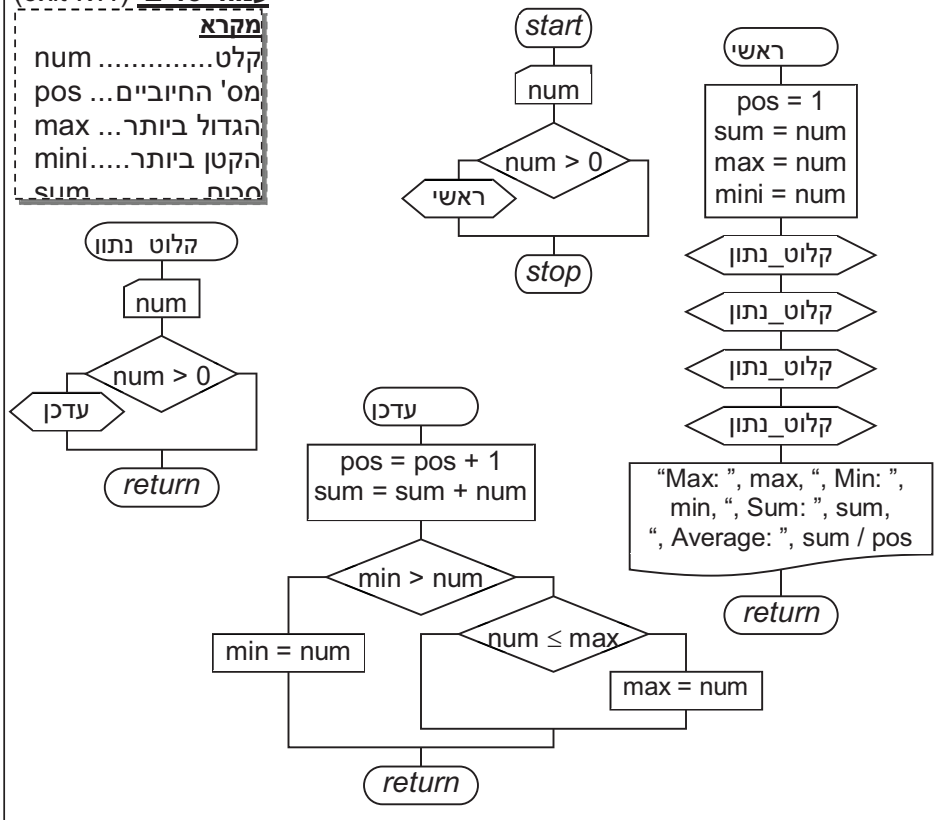 מקרא
קלט..............num
מס' החיוביים...pos
הגדול ביותר...max
הקטן ביותר.....mini
start
num
num > 0
ראשי
stop
ראשי
pos = 1
sum = num
max = num
mini = num
קלוט_נתון
קלוט_נתון
קלוט_נתון
קלוט_נתון
“Max: ”, max, “, Min: ”,
min, “, Sum: ”, sum,
“, Average: ”, sum / pos
return
קלוט נתון
num
num > 0
עדכן
return
עדכן
pos = pos + 1
sum = sum + num
min > num
min = num
num ≤ max
max = num
return